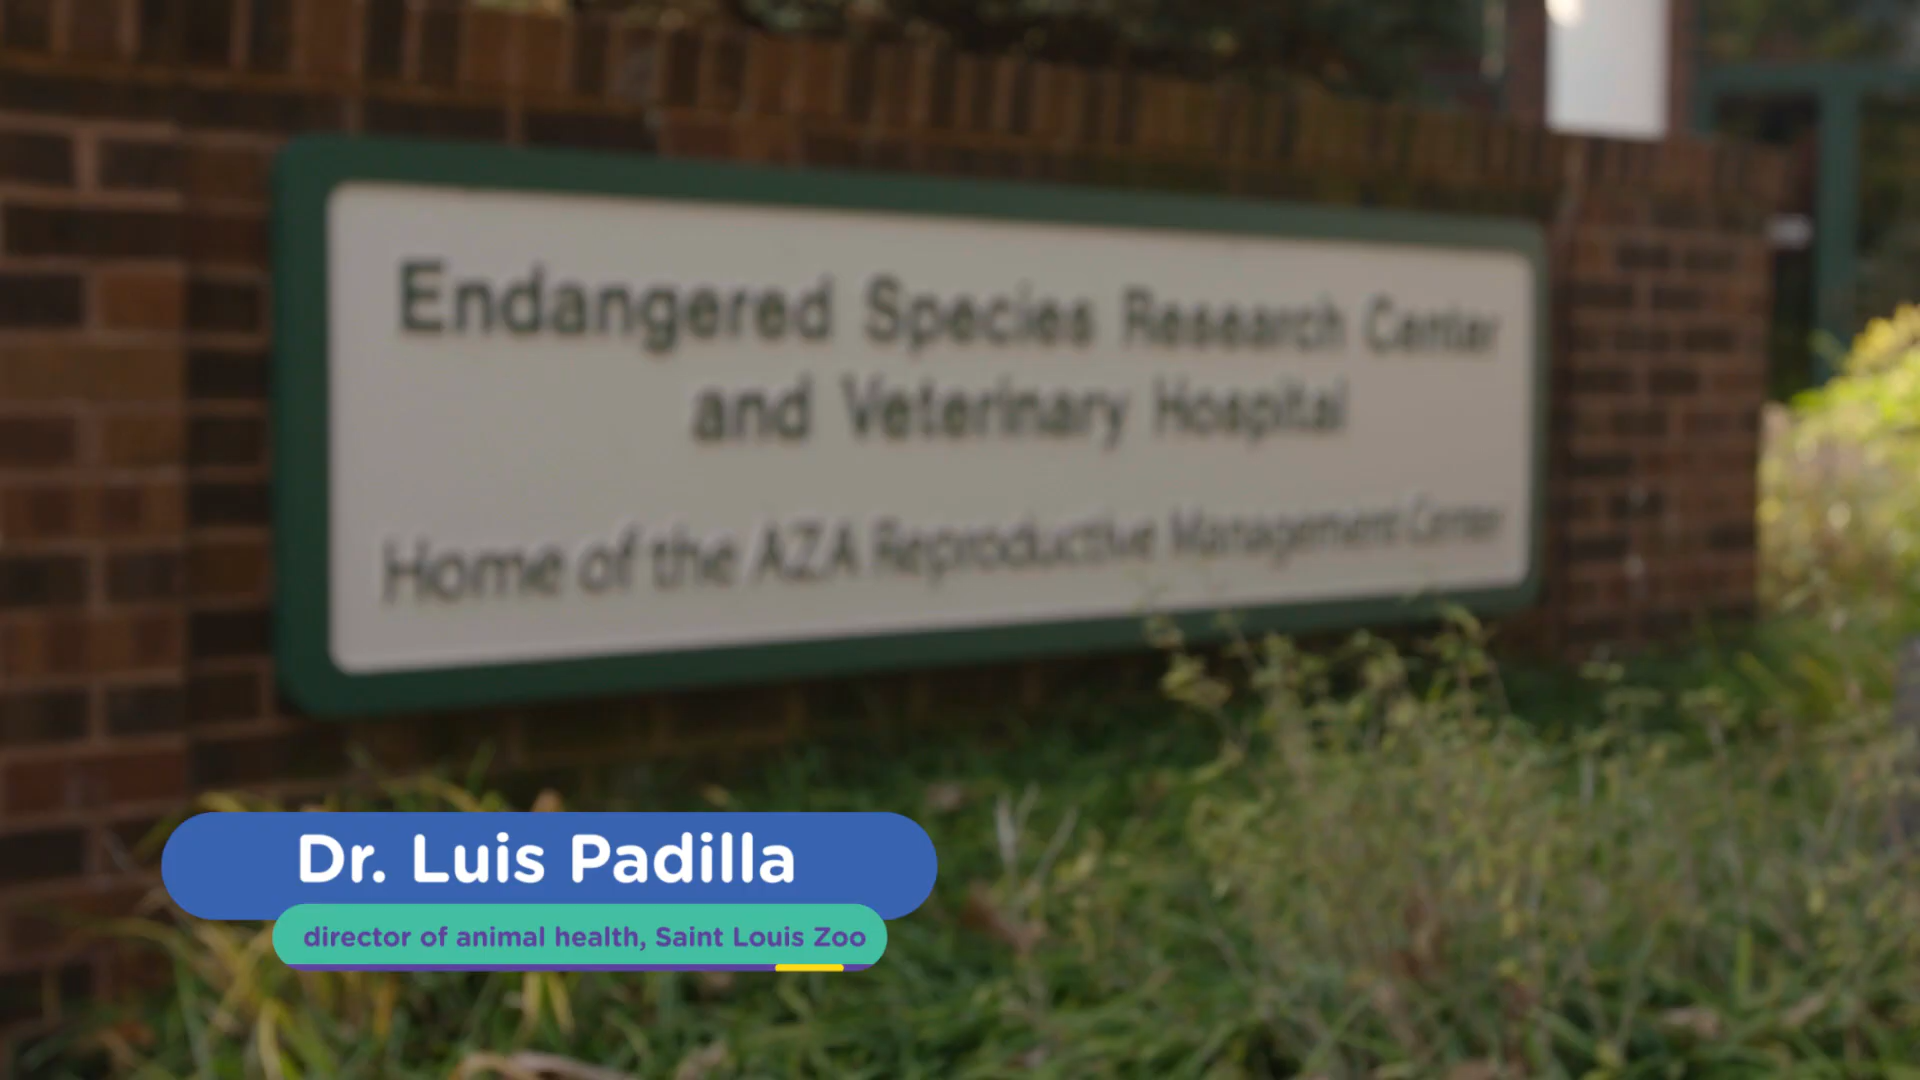 Endangered Species Research Center
and Veterinary Hospital
Home of the AZA Reproductive Management Center
Dr. Luis Padilla
director of animal health, Saint Louis Zoo